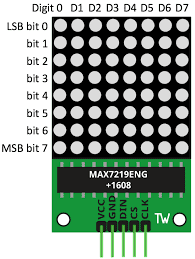 Digit 0 D1 D2 D3 D4 D5 D6 D7
LSB bit 0
bit 1
bit 2
bit 3
bit 4
bit 5
bit 6
MSB bit 7
MAX7219ENG
+1608
VCC
GND
DIN
CS
CLK
TW